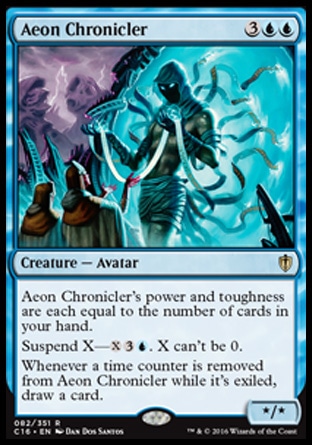 Aeon Chronicler 3
Creature — Avatar
Aeon Chronicler's power and toughness
are each equal to the number of cards in
your hand.
Suspend X—X 3 . X can't be 0.
Whenever a time counter is removed
from Aeon Chronicler while it's exiled,
draw a card.
082/351 R
C16 • EN Dan Dos Santos
™ & © 2016 Wizards of the Coast
*/*